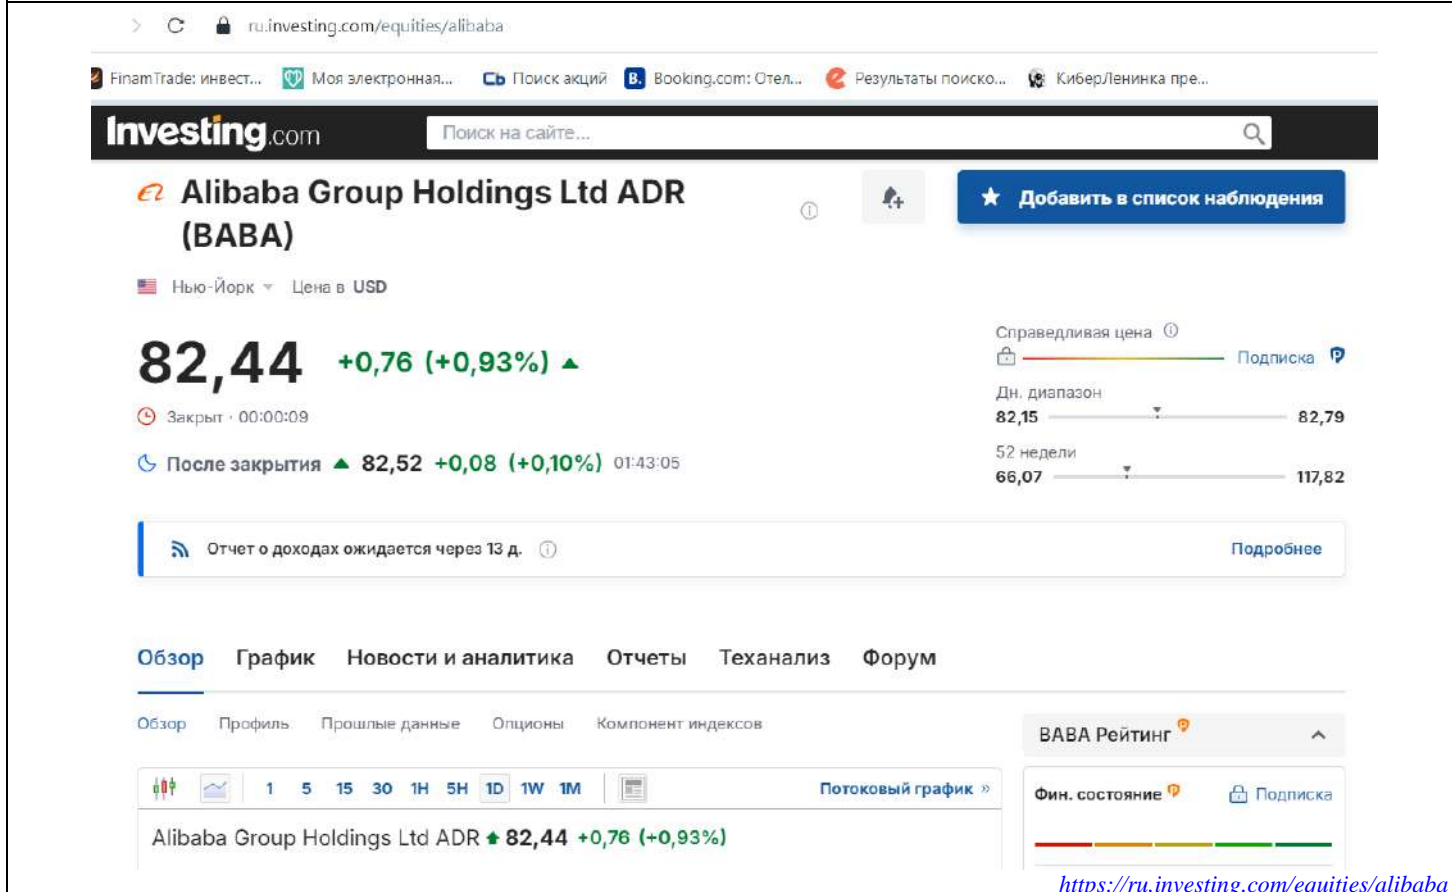 ru.investing.com/equities/alibaba
FinamTrade: инвест... Моя электронная... Сb Поиск акций B. Booking.com: Отел... Результаты поиско... КиберЛенинка пре...
Investing.com Поиск на сайте...
Alibaba Group Holdings Ltd ADR
(BABA)
Добавить в список наблюдения
Нью-Йорк Цена в USD
82,44 +0,76 (+0,93%)
Закрыт · 00:00:09
После закрытия 82,52 +0,08 (+0,10%) 01:43:05
Справедливая цена
Подписка
Дн. диапазон
82,15 82,79
52 недели
66,07 117,82
Отчет о доходах ожидается через 13 д. Подробнее
Обзор График Новости и аналитика Отчеты Теханализ Форум
Обзор Профиль Прошлые данные Опционы Компонент индексов
1 5 15 30 1H 5H 1D 1W 1M Потоковый график »
Alibaba Group Holdings Ltd ADR 82,44 +0,76 (+0,93%)
BABA Рейтинг
Фин. состояние Подписка
https://ru.investing.com/equities/alibaba